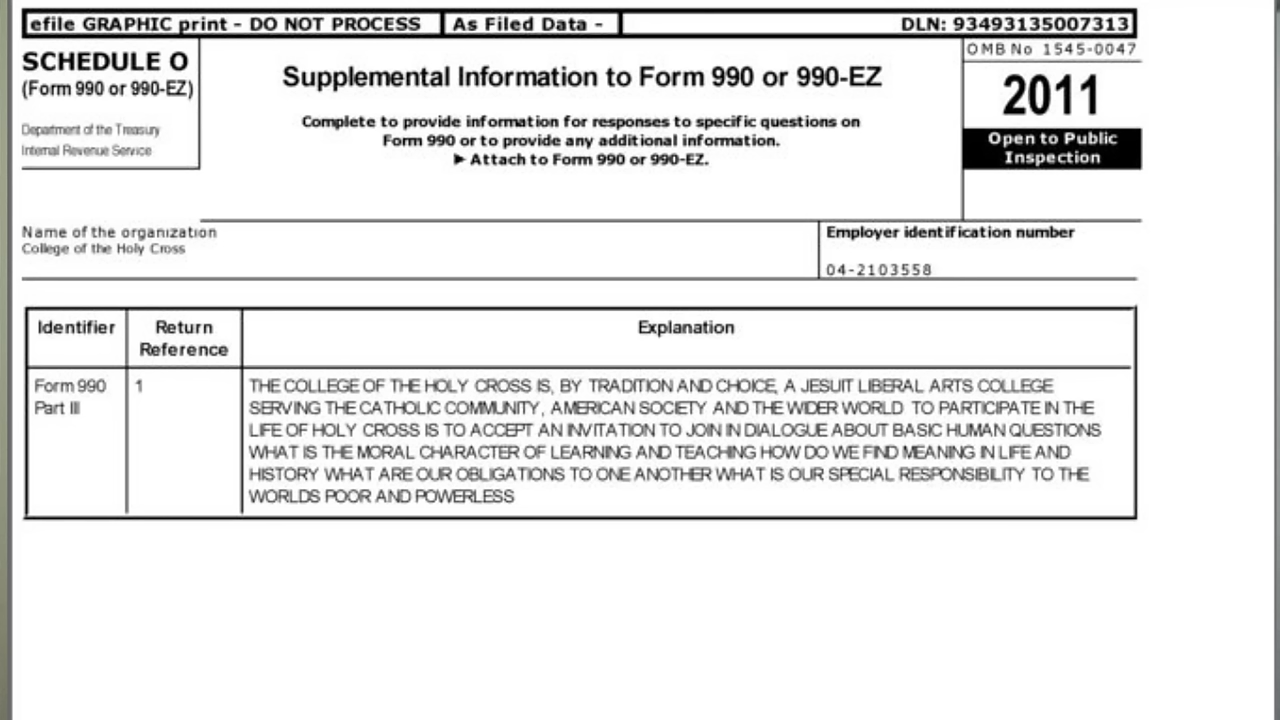 efile GRAPHIC print - DO NOT PROCESS As Filed Data - DLN: 93493135007313
SCHEDULE O
(Form 990 or 990-EZ)
Department of the Treasury
Internal Revenue Service
Supplemental Information to Form 990 or 990-EZ
Complete to provide information for responses to specific questions on
Form 990 or to provide any additional information.
▶ Attach to Form 990 or 990-EZ.
OMB No 1545-0047
2011
Open to Public
Inspection
Name of the organization
College of the Holy Cross
Employer identification number
04-2103558
Identifier Return Reference Explanation
Form 990 Part III 1 THE COLLEGE OF THE HOLY CROSS IS, BY TRADITION AND CHOICE, A JESUIT LIBERAL ARTS COLLEGE
SERVING THE CATHOLIC COMMUNITY, AMERICAN SOCIETY AND THE WIDER WORLD TO PARTICIPATE IN THE
LIFE OF HOLY CROSS IS TO ACCEPT AN INVITATION TO JOIN IN DIALOGUE ABOUT BASIC HUMAN QUESTIONS
WHAT IS THE MORAL CHARACTER OF LEARNING AND TEACHING HOW DO WE FIND MEANING IN LIFE AND
HISTORY WHAT ARE OUR OBLIGATIONS TO ONE ANOTHER WHAT IS OUR SPECIAL RESPONSIBILITY TO THE
WORLDS POOR AND POWERLESS